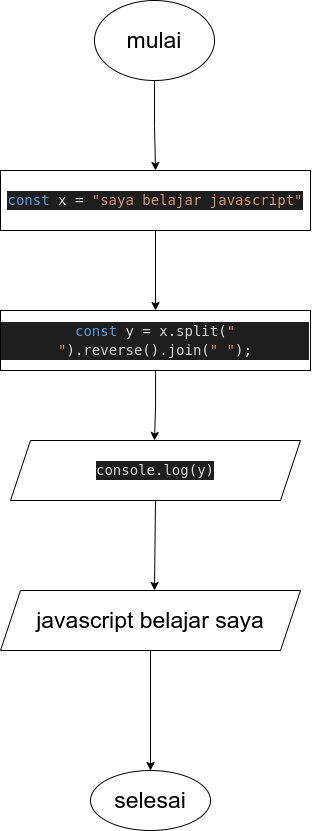 mulai
const x = "saya belajar javascript"
const y = x.split("
").reverse().join(" ");
console.log(y)
javascript belajar saya
selesai